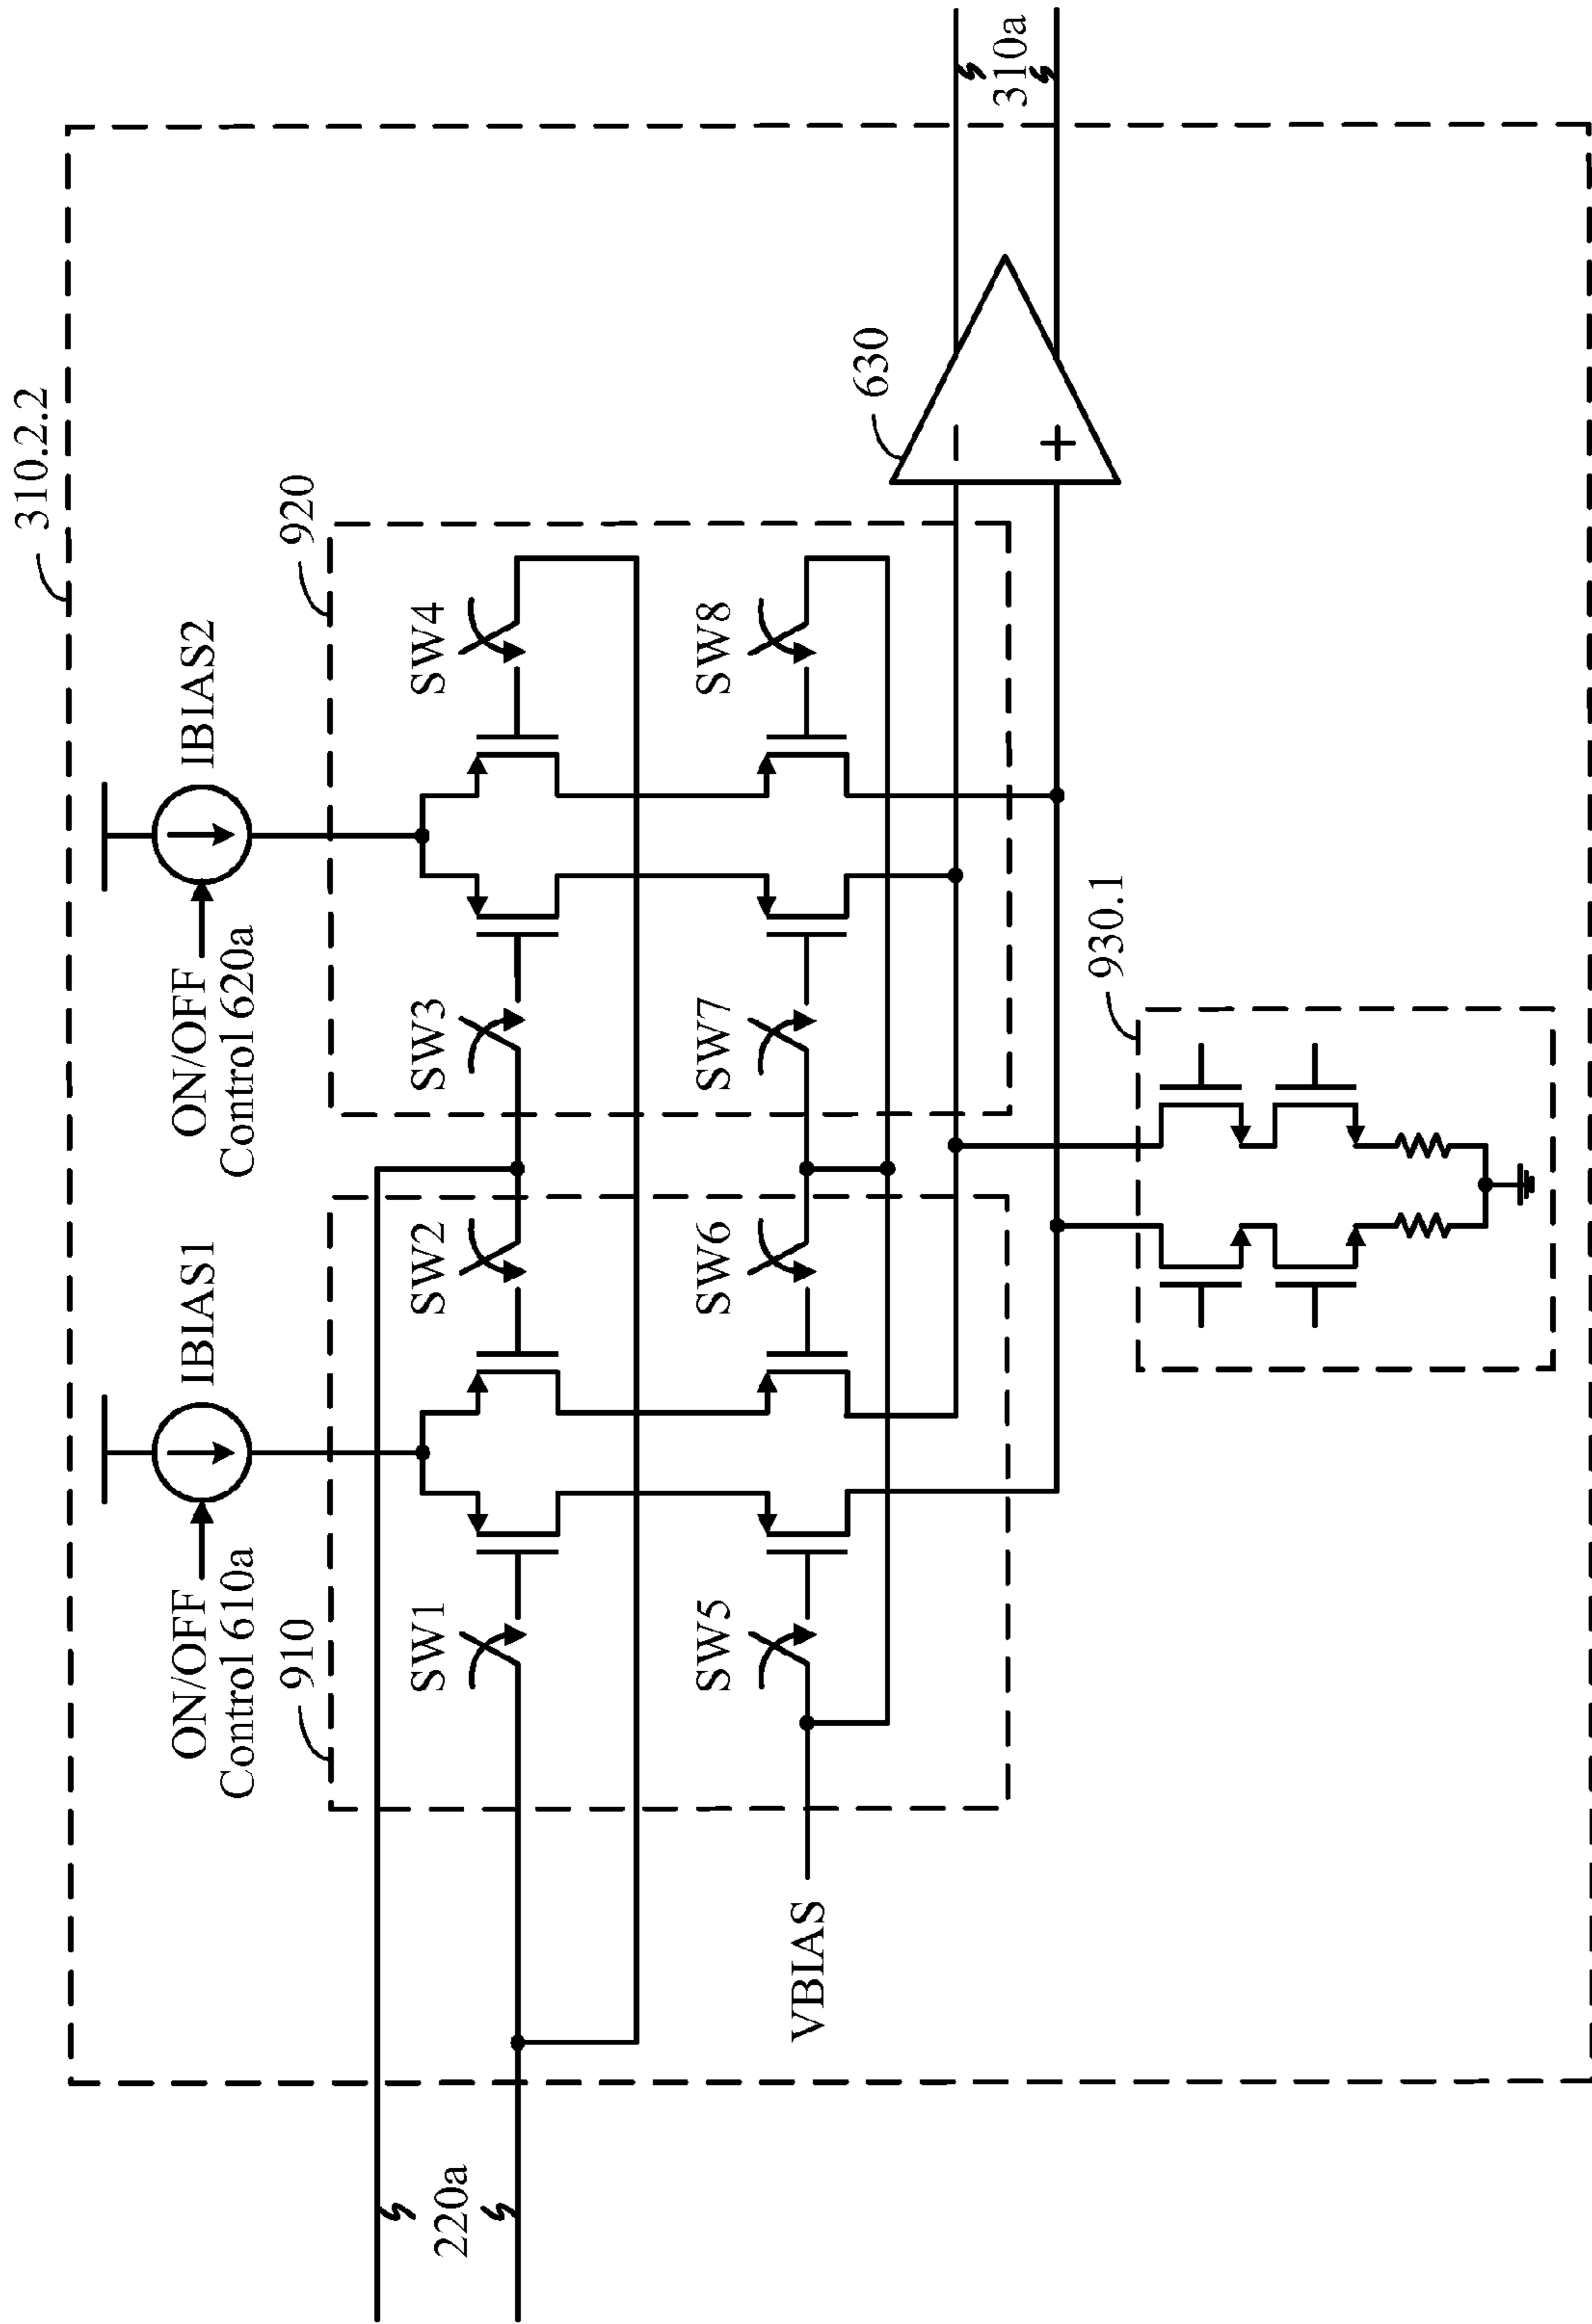 310.2.2
ON/OFF
Control 610a
IBIAS1
ON/OFF
Control 620a
IBIAS2
910
920
SW1
SW2
SW3
SW4
220a
SW5
SW6
SW7
SW8
VBIAS
630
−
+
310a
930.1